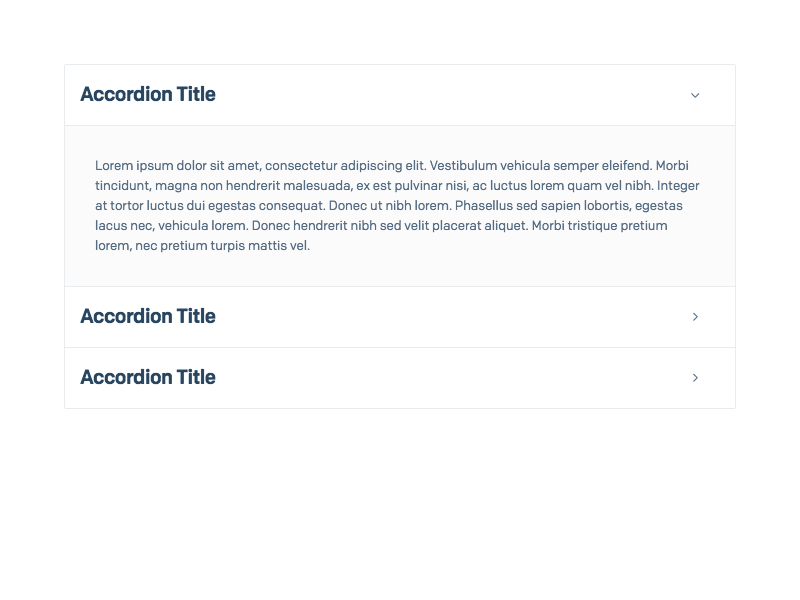 Accordion Title
Lorem ipsum dolor sit amet, consectetur adipiscing elit. Vestibulum vehicula semper eleifend. Morbi
tincidunt, magna non hendrerit malesuada, ex est pulvinar nisi, ac luctus lorem quam vel nibh. Integer
at tortor luctus dui egestas consequat. Donec ut nibh lorem. Phasellus sed sapien lobortis, egestas
lacus nec, vehicula lorem. Donec hendrerit nibh sed velit placerat aliquet. Morbi tristique pretium
lorem, nec pretium turpis mattis vel.
Accordion Title
Accordion Title